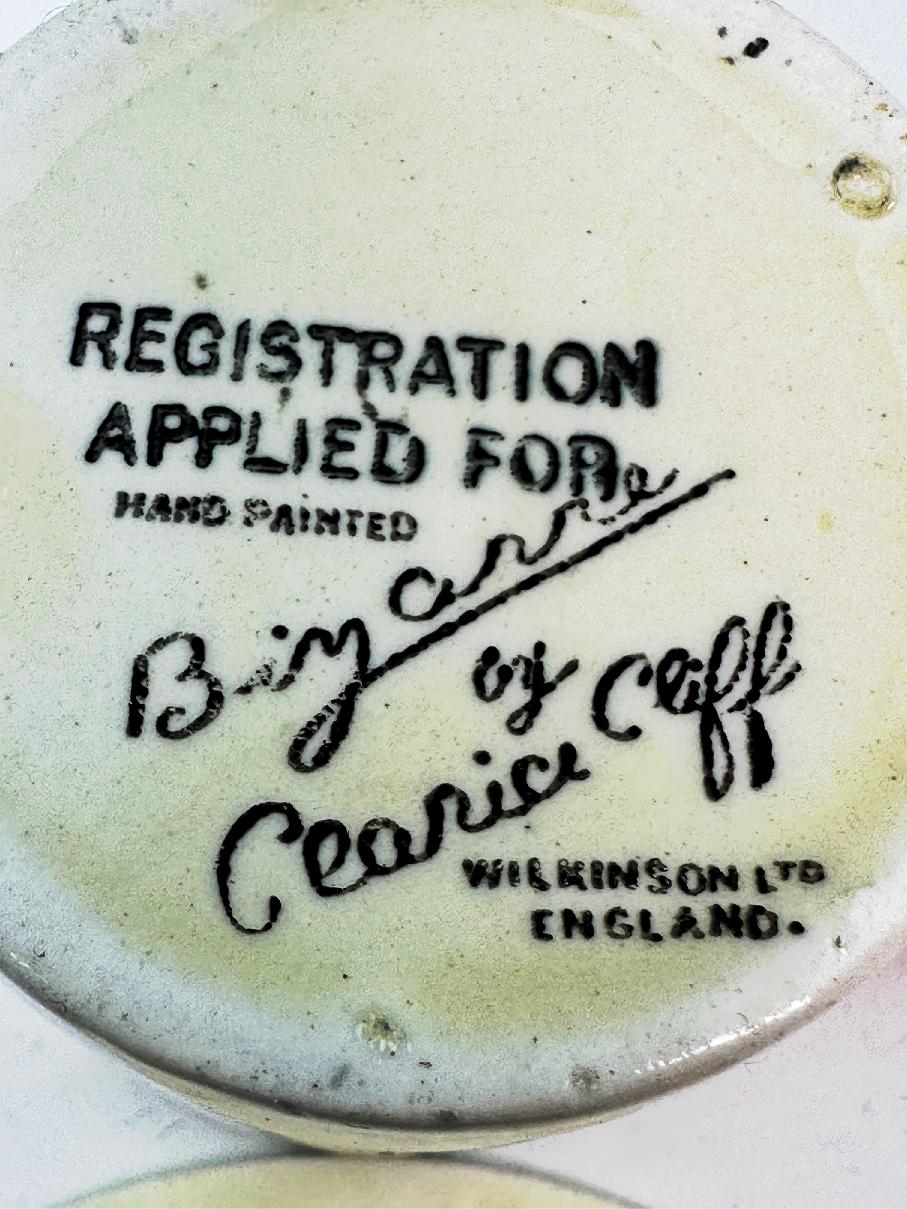 REGISTRATION
APPLIED FOR
HAND PAINTED
Bizarre
by
Clarice Cliff
WILKINSON LTD
ENGLAND.